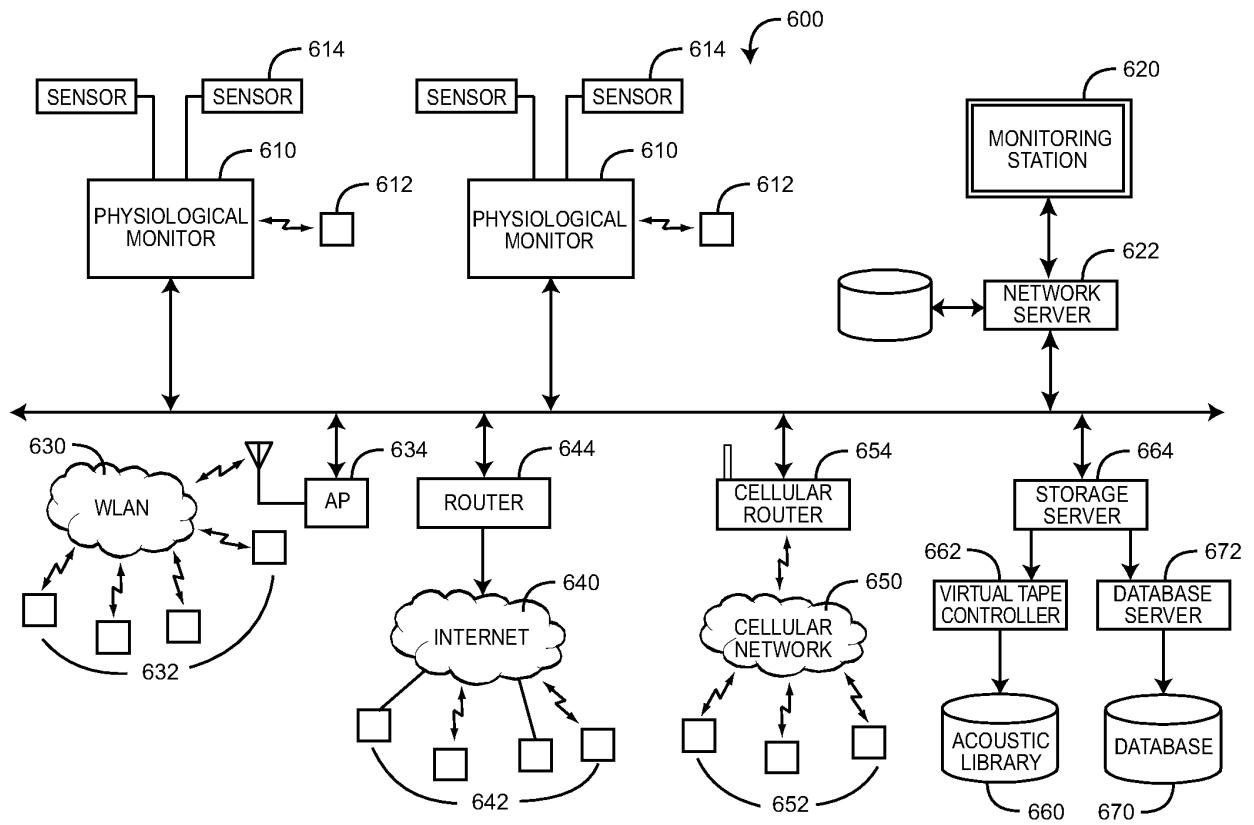 600
614
614
SENSOR
SENSOR
SENSOR
SENSOR
620
MONITORING
STATION
610
610
PHYSIOLOGICAL
MONITOR
612
PHYSIOLOGICAL
MONITOR
612
622
NETWORK
SERVER
630
WLAN
634
AP
644
ROUTER
654
CELLULAR
ROUTER
664
STORAGE
SERVER
662
VIRTUAL TAPE
CONTROLLER
672
DATABASE
SERVER
632
640
INTERNET
642
650
CELLULAR
NETWORK
652
ACOUSTIC
LIBRARY
660
DATABASE
670